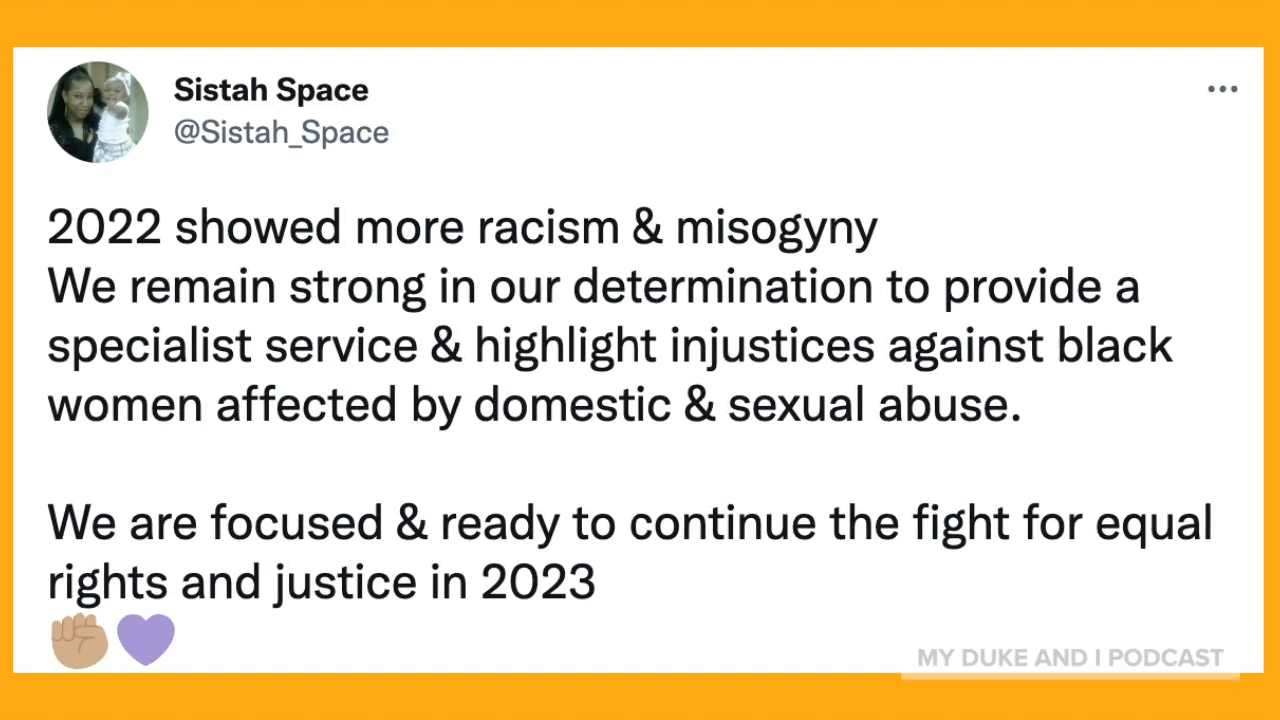 Sistah Space
@Sistah_Space
2022 showed more racism & misogyny
We remain strong in our determination to provide a
specialist service & highlight injustices against black
women affected by domestic & sexual abuse.
We are focused & ready to continue the fight for equal
rights and justice in 2023
✊🏽💜
MY DUKE AND I PODCAST